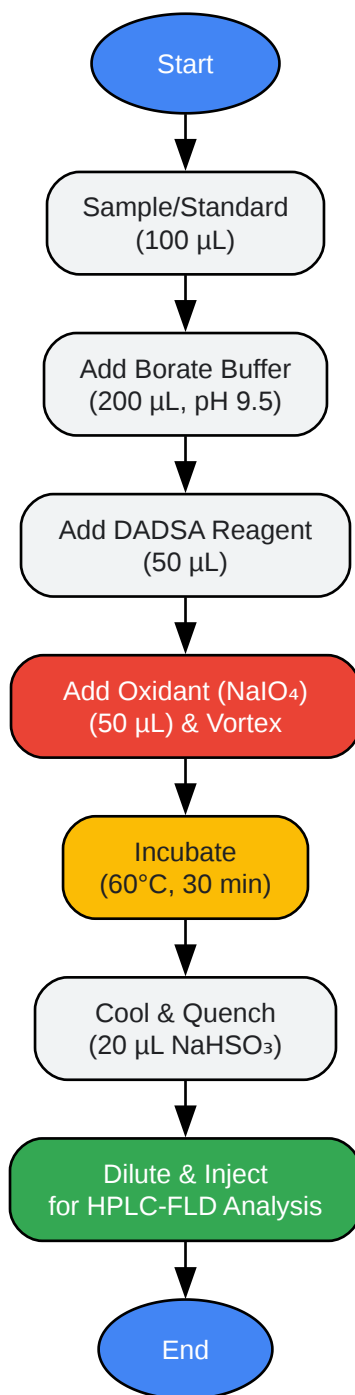 Start
Sample/Standard
(100 µL)
Add Borate Buffer
(200 µL, pH 9.5)
Add DADSA Reagent
(50 µL)
Add Oxidant (NaIO₄)
(50 µL) & Vortex
Incubate
(60°C, 30 min)
Cool & Quench
(20 µL NaHSO₃)
Dilute & Inject
for HPLC-FLD Analysis
End